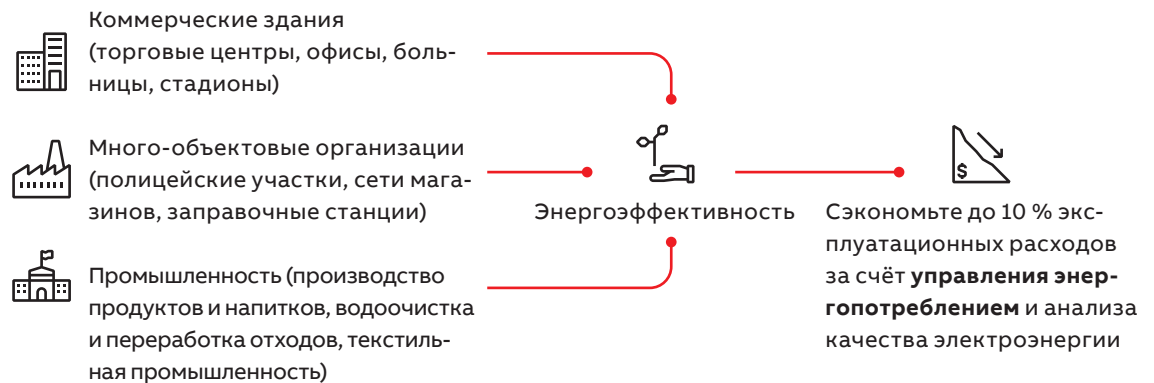 Коммерческие здания
(торговые центры, офисы, боль-
ницы, стадионы)
Много-объектовые организации
(полицейские участки, сети мага-
зинов, заправочные станции)
Промышленность (производство
продуктов и напитков, водоочистка
и переработка отходов, текстиль-
ная промышленность)
Энергоэффективность
$
Сэкономьте до 10 % экс-
плуатационных расходов
за счёт управления энер-
гопотреблением и анализа
качества электроэнергии